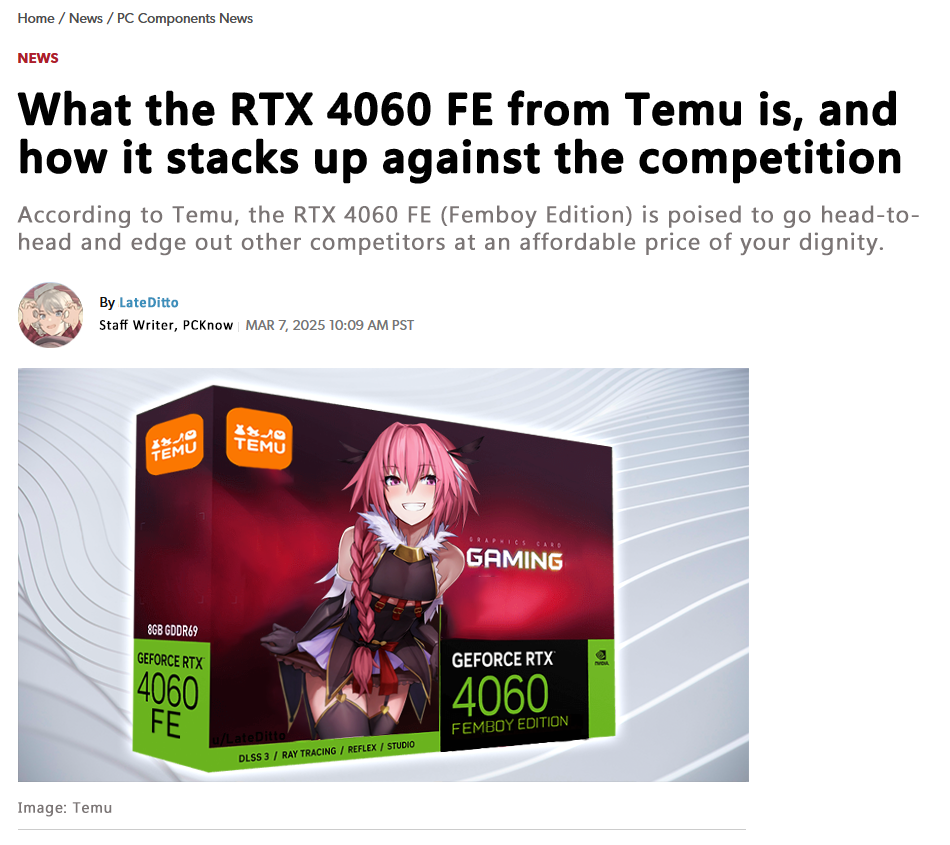 Home / News / PC Components News
NEWS
What the RTX 4060 FE from Temu is, and
how it stacks up against the competition
According to Temu, the RTX 4060 FE (Femboy Edition) is poised to go head-to-
head and edge out other competitors at an affordable price of your dignity.
By LateDitto
Staff Writer, PCKnow | MAR 7, 2025 10:09 AM PST
TEMU
TEMU
GRAPHICS CARD
GAMING
8GB GDDR69
GEFORCE RTX
4060
FE
GEFORCE RTX
4060
FEMBOY EDITION
NVIDIA
u/LateDitto
DLSS 3 / RAY TRACING / REFLEX / STUDIO
Image: Temu